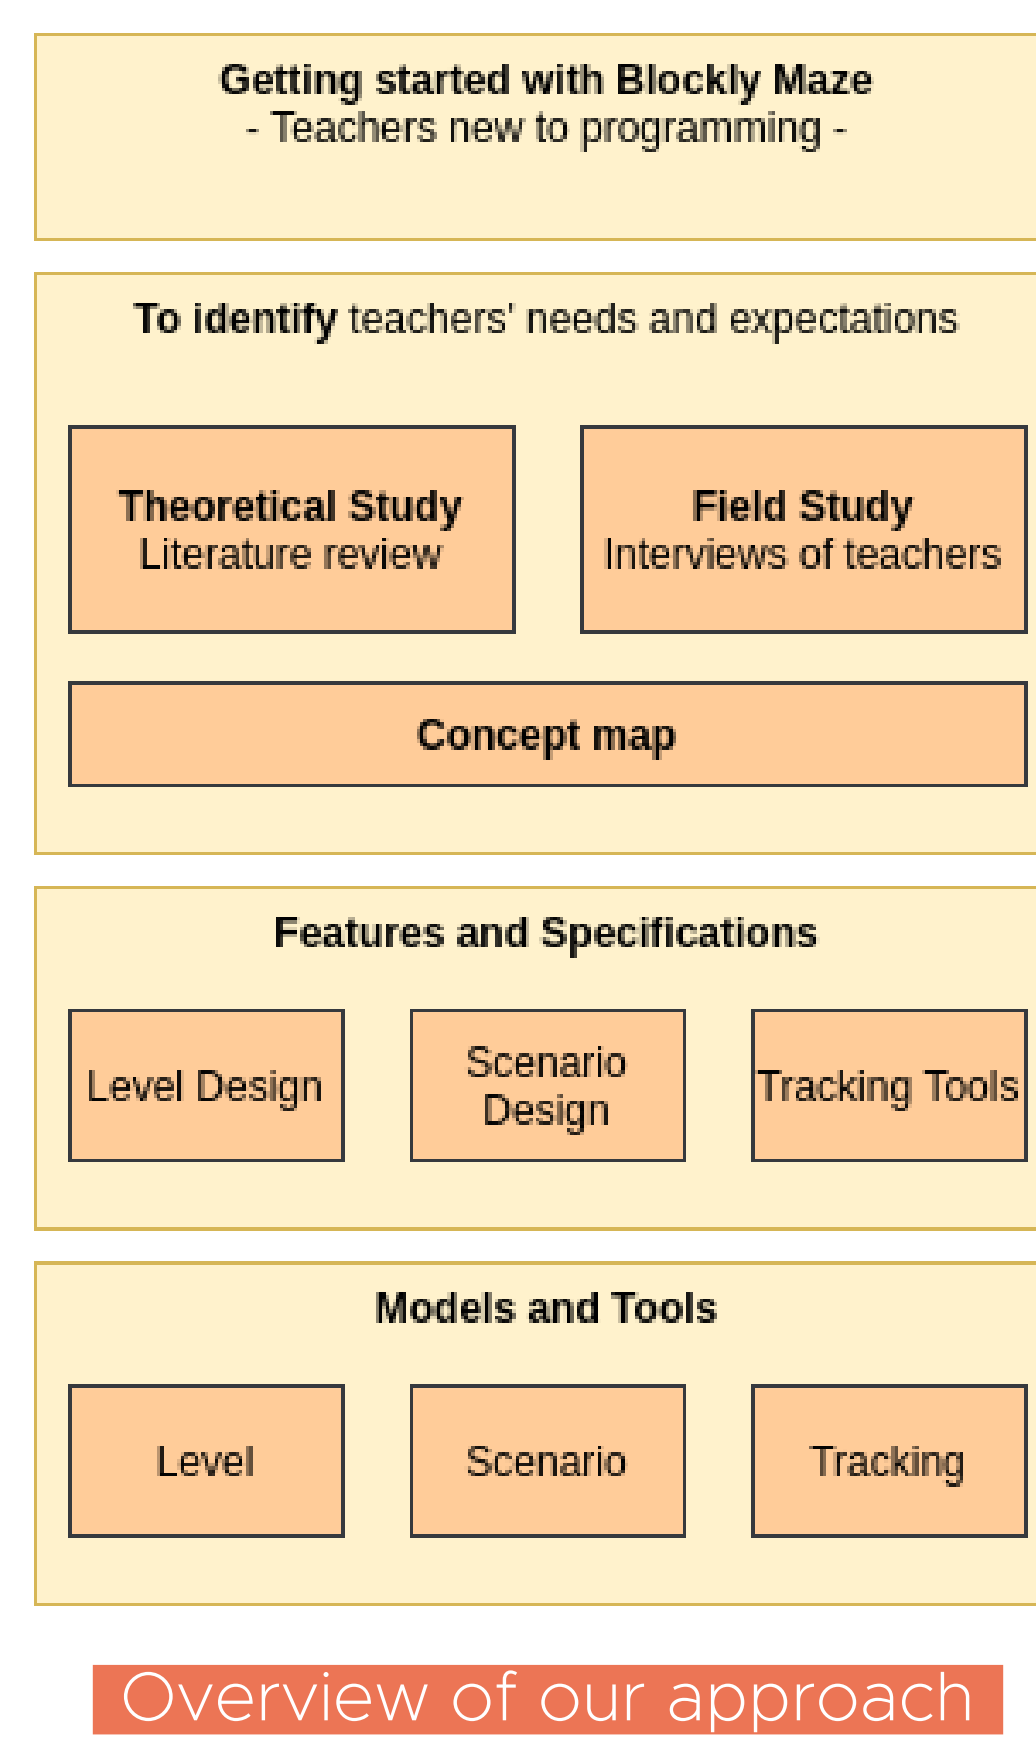 Getting started with Blockly Maze
- Teachers new to programming -
To identify teachers' needs and expectations
Theoretical Study
Literature review
Field Study
Interviews of teachers
Concept map
Features and Specifications
Level Design
Scenario
Design
Tracking Tools
Models and Tools
Level
Scenario
Tracking
Overview of our approach